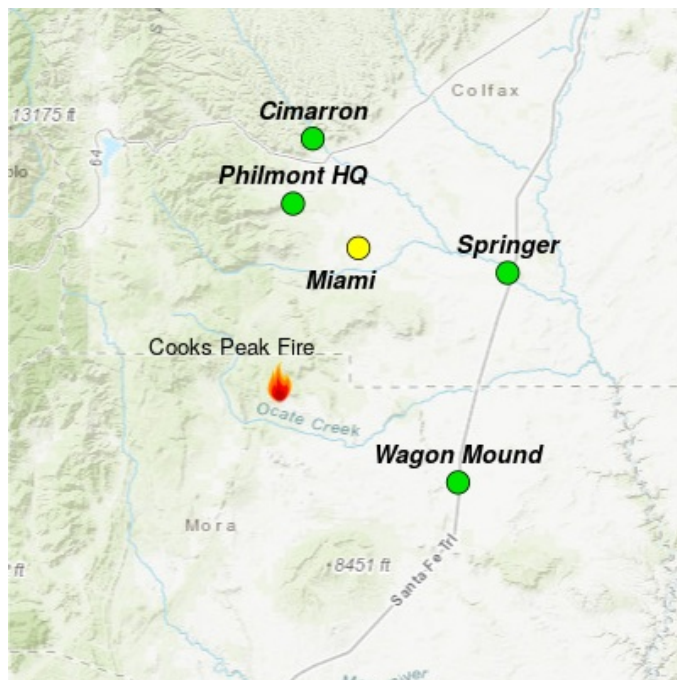 Colfax
13175 ft
Cimarron
64
Philmont HQ
Springer
Miami
Cooks Peak Fire
Ocate Creek
Wagon Mound
Mora
8451 ft
ft
Santa-Fe-Trl